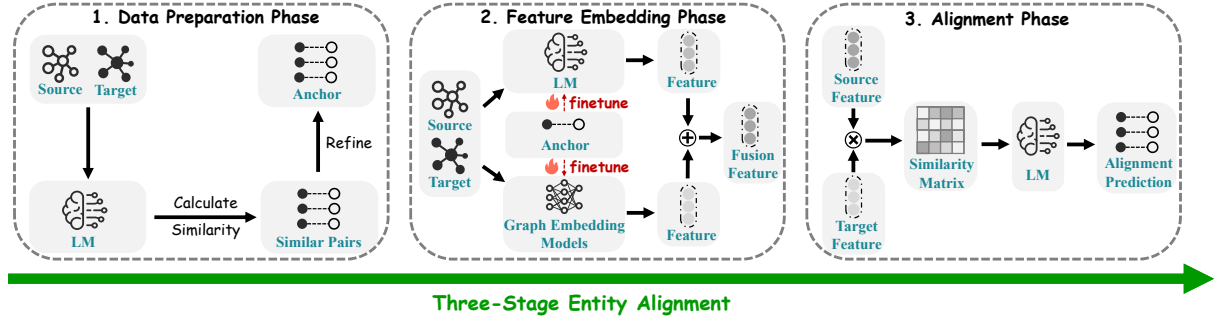 1. Data Preparation Phase
Source
Target
Anchor
Refine
LM
Calculate
Similarity
Similar Pairs
2. Feature Embedding Phase
LM
Feature
finetune
Source
Anchor
Target
finetune
Fusion
Feature
Graph Embedding
Models
Feature
3. Alignment Phase
Source
Feature
Similarity
Matrix
LM
Alignment
Prediction
Target
Feature
Three-Stage Entity Alignment